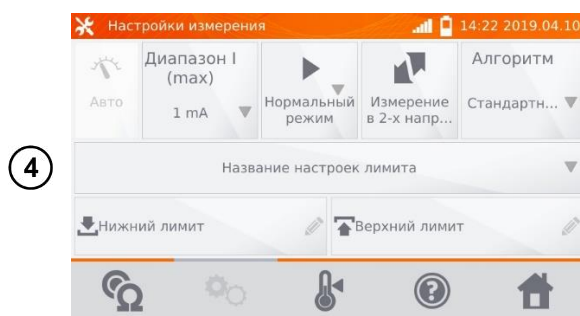 Настройки измерения 14:22 2019.04.10
Авто
Диапазон I
(max)
1 mA
Нормальный
режим
Измерение
в 2-х напр...
Алгоритм
Стандартн...
4
Название настроек лимита
Нижний лимит
Верхний лимит